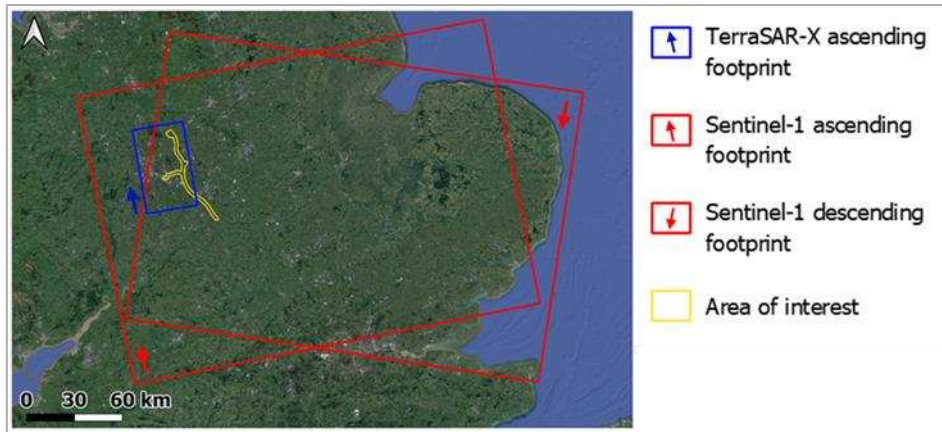 TerraSAR-X ascending
footprint
Sentinel-1 ascending
footprint
Sentinel-1 descending
footprint
Area of interest
0 30 60 km